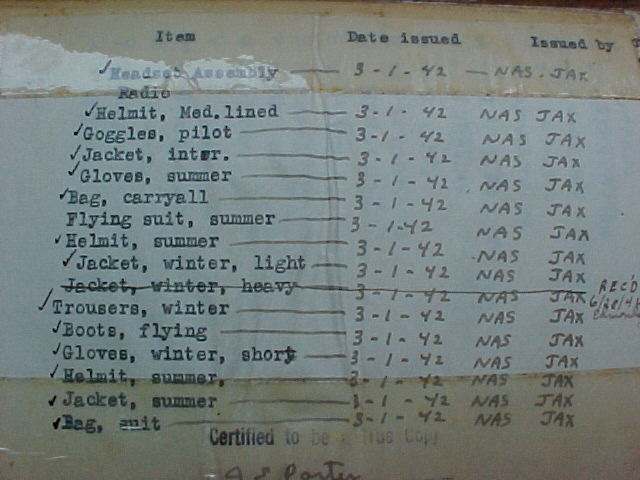 Item Date issued Issued by
✓Headset Assembly — 3-1-42 — NAS. JAX
Radio
✓Helmit, Med.lined — 3-1-42 NAS JAX
✓Goggles, pilot — 3-1-42 NAS JAX
✓Jacket, inter. — 3-1-42 NAS JAX
✓Gloves, summer — 3-1-42 NAS JAX
✓Bag, carryall — 3-1-42 NAS JAX
Flying suit, summer — 3-1-42 NAS JAX
✓Helmit, summer — 3-1-42 NAS JAX
✓Jacket, winter, light — 3-1-42 NAS JAX
Jacket, winter, heavy — 3-1-42 NAS JAX RECD
✓Trousers, winter — 3-1-42 NAS JAX
✓Boots, flying — 3-1-42 NAS JAX
✓Gloves, winter, short — 3-1-42 NAS JAX
✓Helmit, summer, — 3-1-42 NAS JAX
✓Jacket, summer — 3-1-42 NAS JAX
✓Bag, suit — 3-1-42 NAS JAX
Certified to be a True Copy
Porter